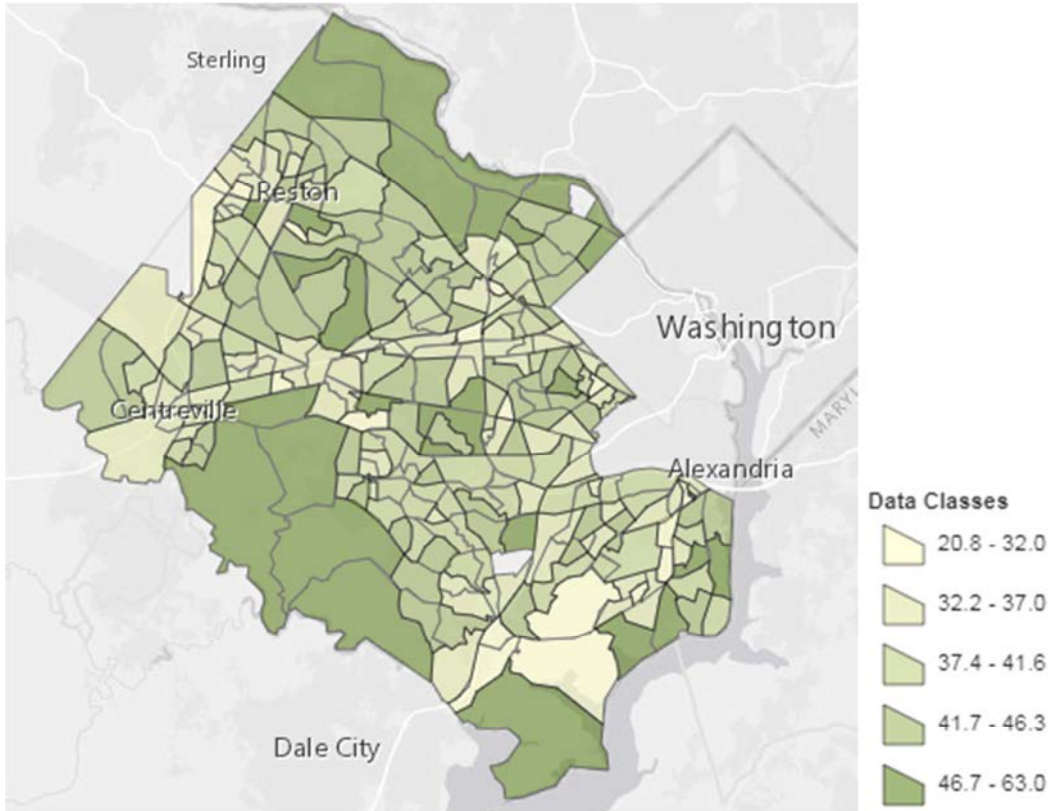 Sterling
Reston
Washington
Centreville
MARYL
Alexandria
Dale City
Data Classes
20.8 - 32.0
32.2 - 37.0
37.4 - 41.6
41.7 - 46.3
46.7 - 63.0